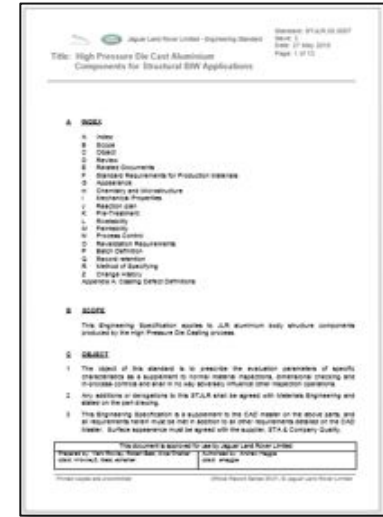 Jaguar Land Rover Limited - Engineering Standard
Issue: 2
Date: 27 May 2015
Page: 1 of 12
Title: High Pressure Die Cast Aluminium
Components for Structural BIW Applications
A INDEX
A Index
B Scope
C Object
D Review
E Related Documents
F Standard Requirements for Production Materials
G Appearance
H Chemistry and Microstructure
I Mechanical Properties
J Reaction plan
K Pre-Treatment
L Rivetability
M Paintability
N Process Control
O Revalidation Requirements
P Batch Definition
Q Record retention
R Method of Specifying
Z Change History
Appendix A. Casting Defect Definitions
B SCOPE
This Engineering Specification applies to JLR aluminium body structure components
produced by the High Pressure Die Casting process.
C OBJECT
1 The object of this standard is to prescribe the evaluation parameters of specific
characteristics as a supplement to normal material inspections, dimensional checking and
in-process controls and shall in no way adversely influence other inspection operations.
2 Any additions or derogations to this STJLR shall be agreed with Materials Engineering and
stated on the part drawing.
3 This Engineering Specification is a supplement to the CAD master on the above parts, and
all requirements herein must be met in addition to all other requirements detailed on the CAD
Master. Surface appearance must be agreed with the supplier, STA & Company Quality.
This document is approved for use by Jaguar Land Rover Limited
Printed copies are uncontrolled